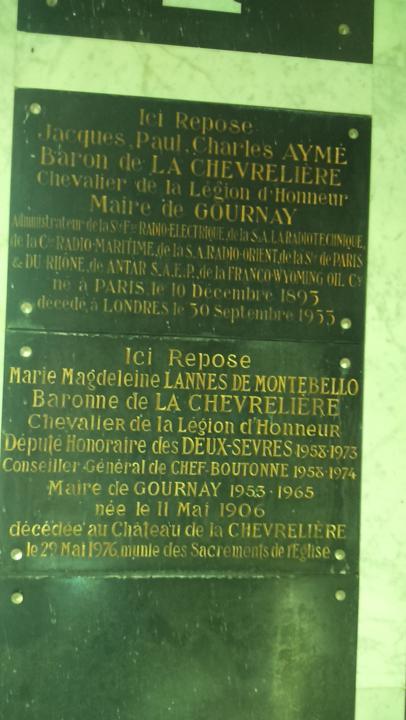 Ici Repose
Jacques, Paul, Charles AYMÉ
Baron de LA CHEVRELIÈRE
Chevalier de la Légion d'Honneur
Maire de GOURNAY
Administrateur de la Sté Fse RADIO-ELECTRIQUE, de la S.A. LA RADIOTECHNIQUE,
de la Cie RADIO-MARITIME, de la S.A. RADIO-ORIENT, de la Sté de PARIS
& DU RHÔNE, de ANTAR S.A.E.P., de la FRANCO-WYOMING OIL Cy
né à PARIS, le 10 Décembre 1893
décédé à LONDRES le 30 Septembre 1953
Ici Repose
Marie Magdeleine LANNES DE MONTEBELLO
Baronne de LA CHEVRELIÈRE
Chevalier de la Légion d'Honneur
Député Honoraire des DEUX-SEVRES 1958-1973
Conseiller Général de CHEF-BOUTONNE 1953-1974
Maire de GOURNAY 1953-1965
née le 11 Mai 1906
décédée au Château de la CHEVRELIÈRE
le 29 Mai 1976, munie des Sacrements de l'Eglise